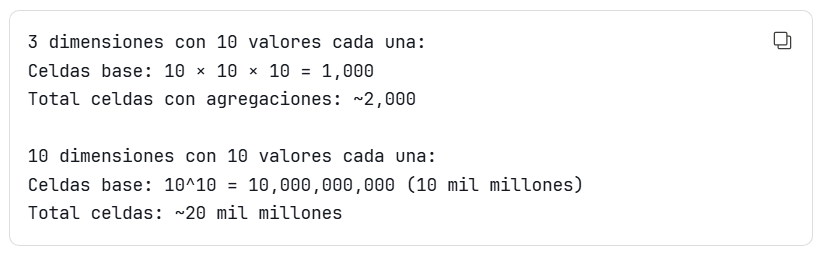 3 dimensiones con 10 valores cada una:
Celdas base: 10 × 10 × 10 = 1,000
Total celdas con agregaciones: ~2,000
10 dimensiones con 10 valores cada una:
Celdas base: 10^10 = 10,000,000,000 (10 mil millones)
Total celdas: ~20 mil millones